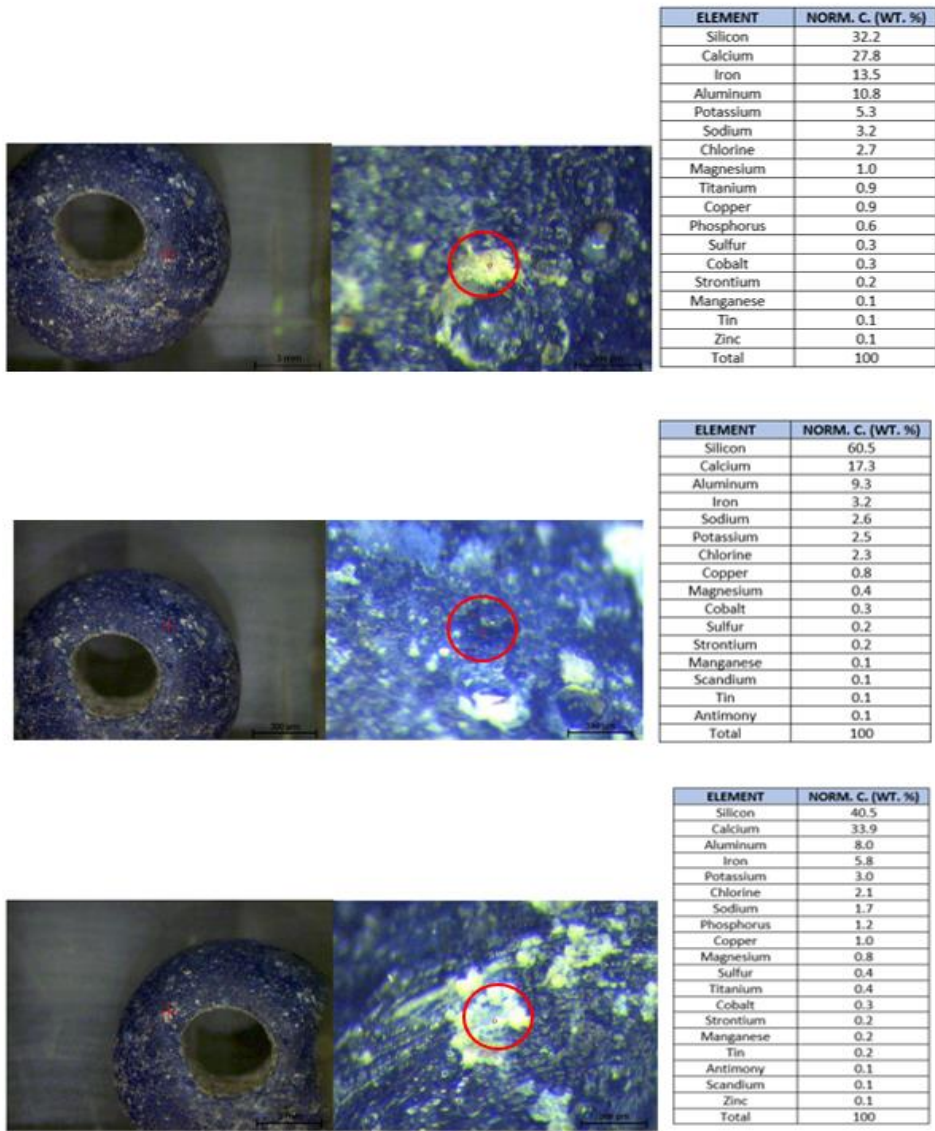 ELEMENT NORM. C. (WT. %)
Silicon 32.2
Calcium 27.8
Iron 13.5
Aluminum 10.8
Potassium 5.3
Sodium 3.2
Chlorine 2.7
Magnesium 1.0
Titanium 0.9
Copper 0.9
Phosphorus 0.6
Sulfur 0.3
Cobalt 0.3
Strontium 0.2
Manganese 0.1
Tin 0.1
Zinc 0.1
Total 100
1 mm
ELEMENT NORM. C. (WT. %)
Silicon 60.5
Calcium 17.3
Aluminum 9.3
Iron 3.2
Sodium 2.6
Potassium 2.5
Chlorine 2.3
Copper 0.8
Magnesium 0.4
Cobalt 0.3
Sulfur 0.2
Strontium 0.2
Manganese 0.1
Scandium 0.1
Tin 0.1
Antimony 0.1
Total 100
ELEMENT NORM. C. (WT. %)
Silicon 40.5
Calcium 33.9
Aluminum 8.0
Iron 5.8
Potassium 3.0
Chlorine 2.1
Sodium 1.7
Phosphorus 1.2
Copper 1.0
Magnesium 0.8
Sulfur 0.4
Titanium 0.4
Cobalt 0.3
Strontium 0.2
Manganese 0.2
Tin 0.2
Antimony 0.1
Scandium 0.1
Zinc 0.1
Total 100